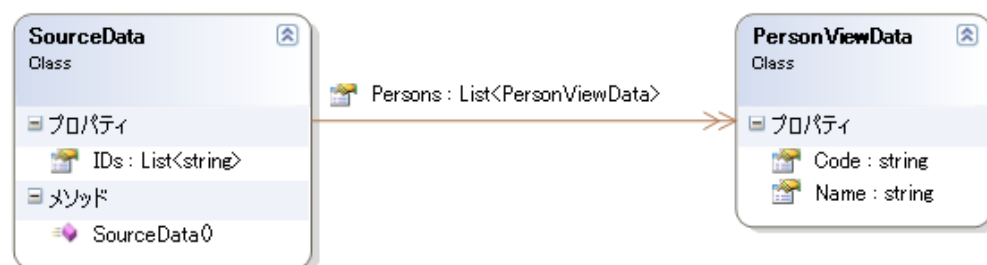 SourceData
Class
プロパティ
IDs : List<string>
メソッド
SourceData()
Persons : List<PersonViewData>
PersonViewData
Class
プロパティ
Code : string
Name : string